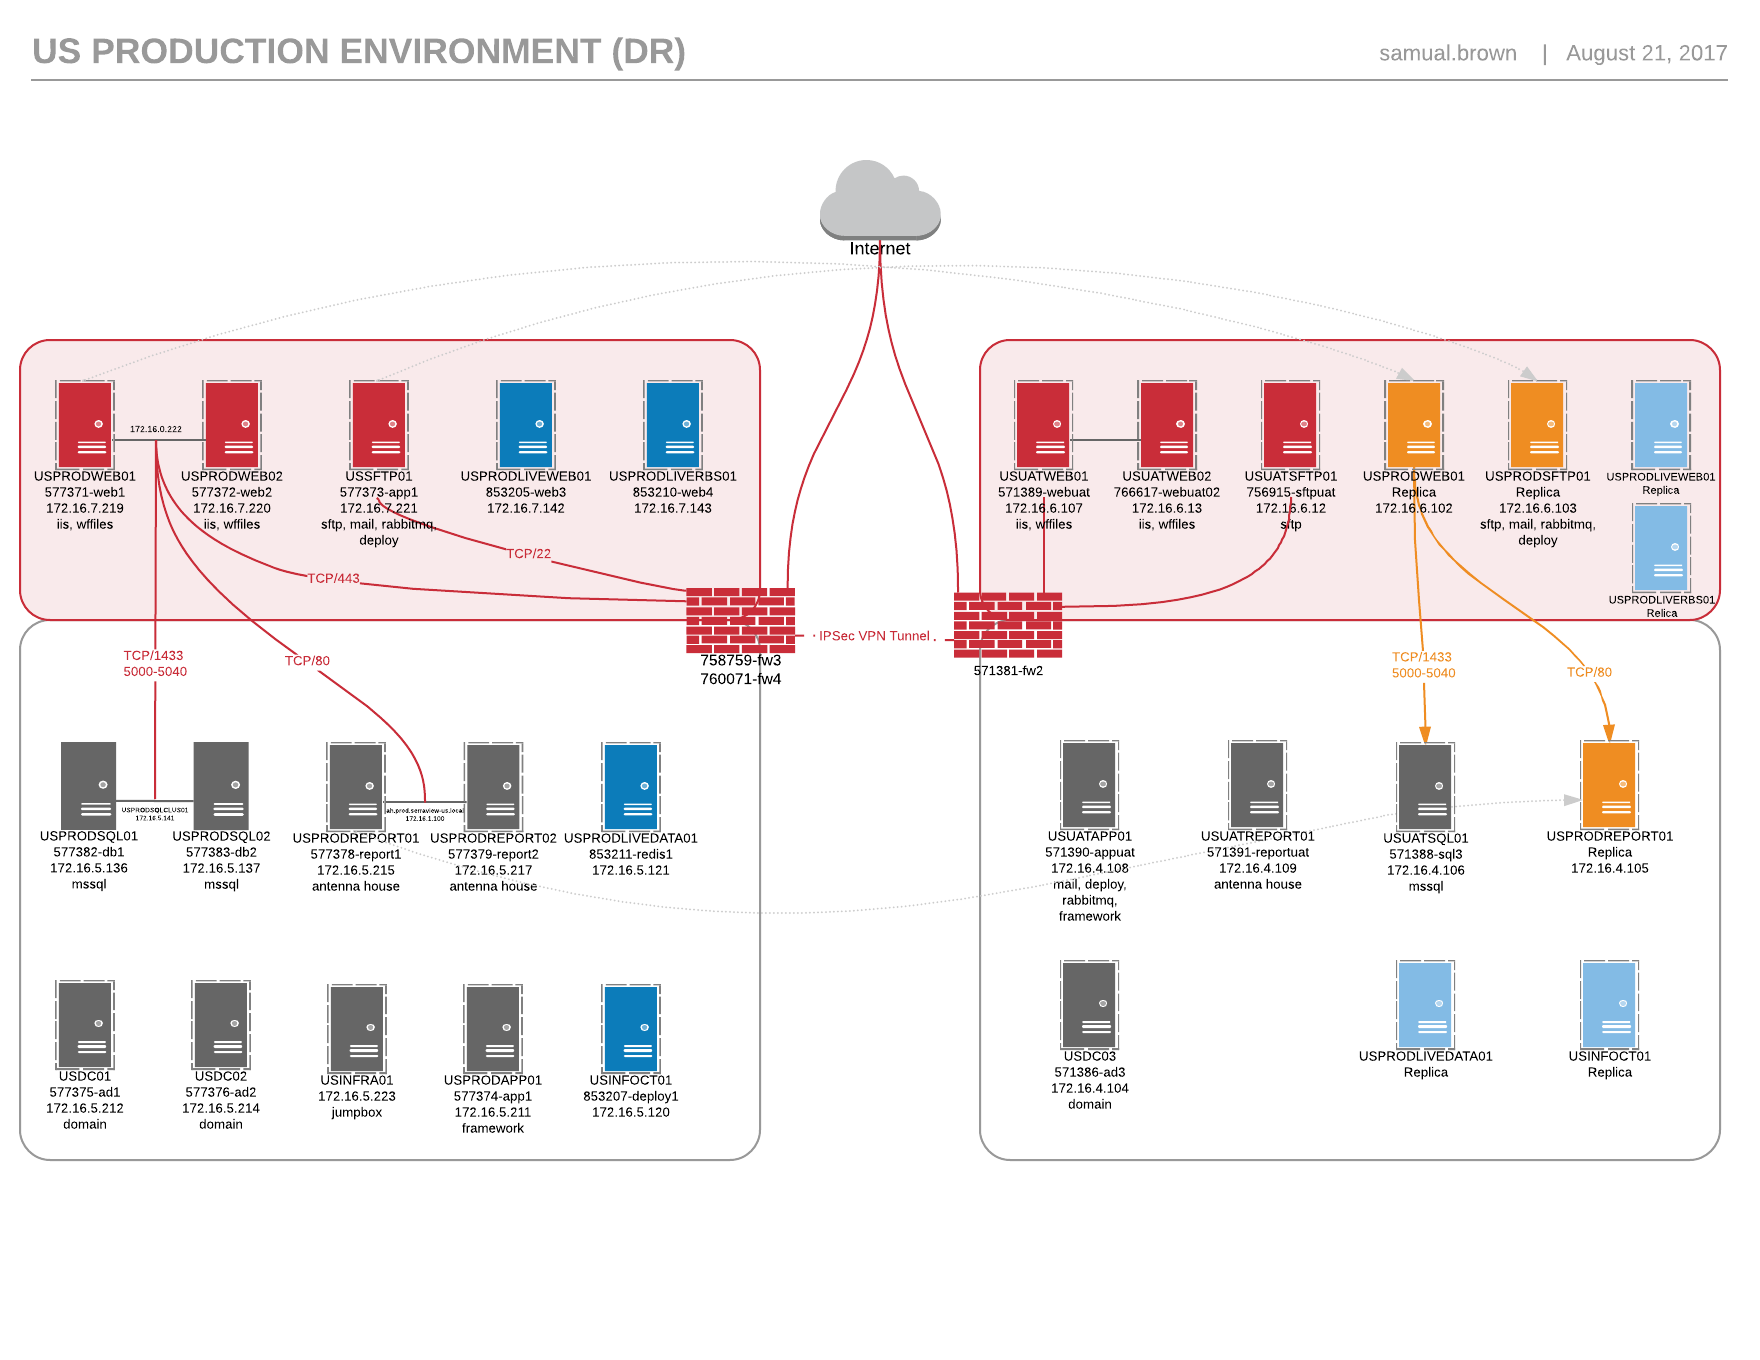 US PRODUCTION ENVIRONMENT (DR)
samual.brown | August 21, 2017
Internet
172.16.0.222
USPRODWEB01
577371-web1
172.16.7.219
iis, wffiles
USPRODWEB02
577372-web2
172.16.7.220
iis, wffiles
USSFTP01
577373-app1
172.16.7.221
sftp, mail, rabbitmq,
deploy
USPRODLIVEWEB01
853205-web3
172.16.7.142
USPRODLIVERBS01
853210-web4
172.16.7.143
USUATWEB01
571389-webuat
172.16.6.107
iis, wffiles
USUATWEB02
766617-webuat02
172.16.6.13
iis, wffiles
USUATSFTP01
756915-sftpuat
172.16.6.12
sftp
USPRODWEB01
Replica
172.16.6.102
USPRODSFTP01
Replica
172.16.6.103
sftp, mail, rabbitmq,
deploy
USPRODLIVEWEB01
Replica
USPRODLIVERBS01
Relica
TCP/22
TCP/443
758759-fw3
760071-fw4
IPSec VPN Tunnel
571381-fw2
TCP/1433
5000-5040
TCP/80
TCP/1433
5000-5040
TCP/80
USPRODSQLCLUS01
172.16.5.141
USPRODSQL01
577382-db1
172.16.5.136
mssql
USPRODSQL02
577383-db2
172.16.5.137
mssql
ah.prod.serraview-us.local
172.16.1.100
USPRODREPORT01
577378-report1
172.16.5.215
antenna house
USPRODREPORT02
577379-report2
172.16.5.217
antenna house
USPRODLIVEDATA01
853211-redis1
172.16.5.121
USUATAPP01
571390-appuat
172.16.4.108
mail, deploy,
rabbitmq,
framework
USUATREPORT01
571391-reportuat
172.16.4.109
antenna house
USUATSQL01
571388-sql3
172.16.4.106
mssql
USPRODREPORT01
Replica
172.16.4.105
USDC01
577375-ad1
172.16.5.212
domain
USDC02
577376-ad2
172.16.5.214
domain
USINFRA01
172.16.5.223
jumpbox
USPRODAPP01
577374-app1
172.16.5.211
framework
USINFOCT01
853207-deploy1
172.16.5.120
USDC03
571386-ad3
172.16.4.104
domain
USPRODLIVEDATA01
Replica
USINFOCT01
Replica